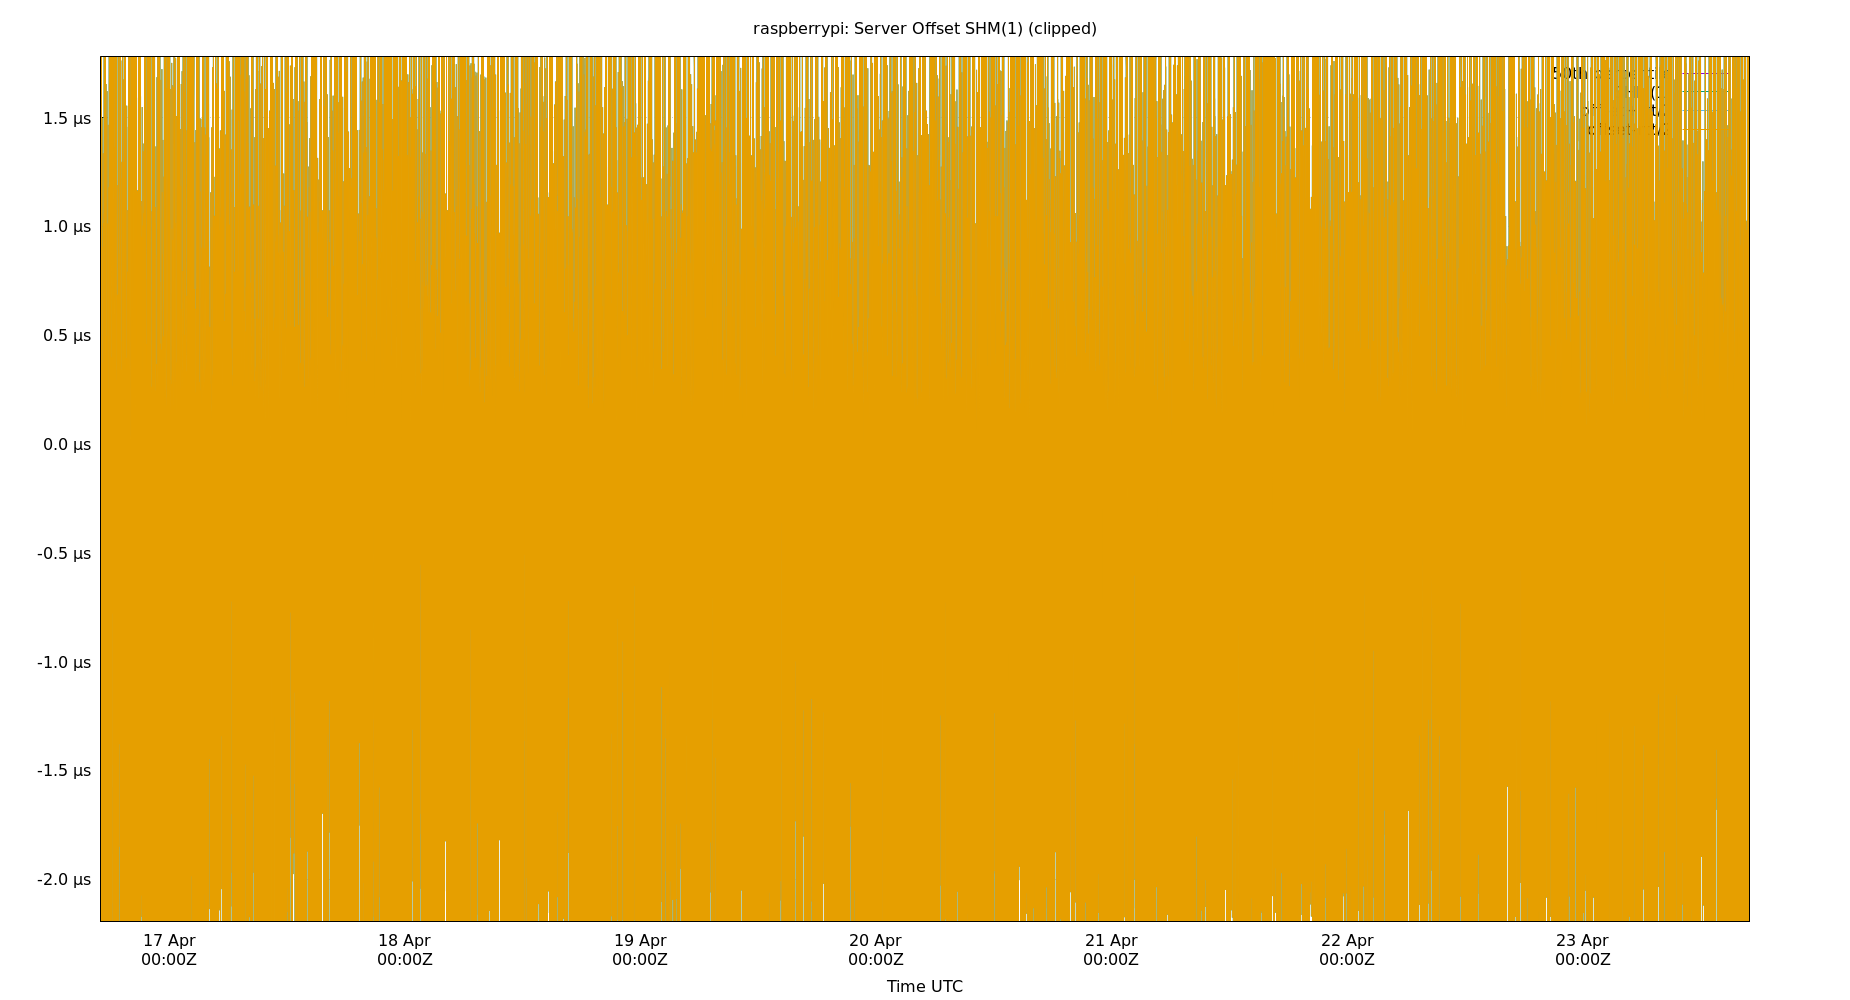 raspberrypi: Server Offset SHM(1) (clipped)
1.5 µs
1.0 µs
0.5 µs
0.0 µs
-0.5 µs
-1.0 µs
-1.5 µs
-2.0 µs
17 Apr 18 Apr 19 Apr 20 Apr 21 Apr 22 Apr 23 Apr
00:00Z 00:00Z 00:00Z 00:00Z 00:00Z 00:00Z 00:00Z
Time UTC